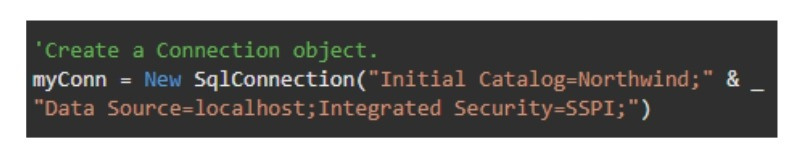 'Create a Connection object.
myConn = New SqlConnection("Initial Catalog=Northwind;" & _
"Data Source=localhost;Integrated Security=SSPI;")